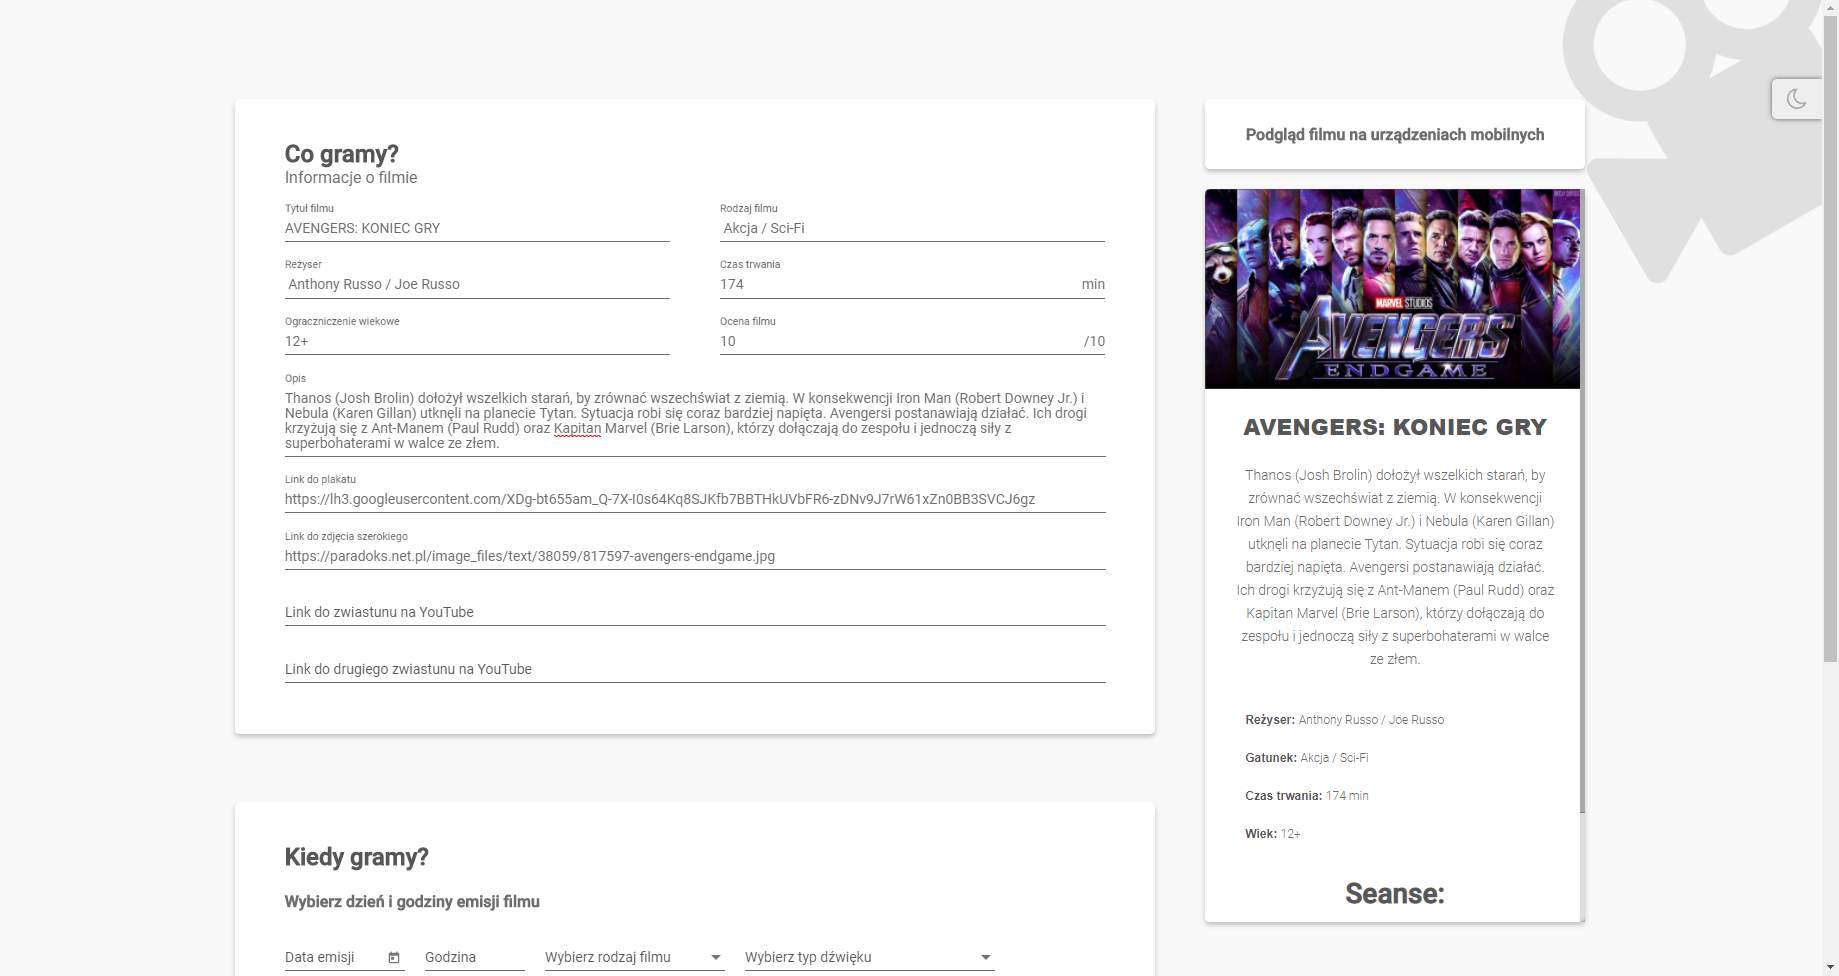 Co gramy?
Informacje o filmie
Tytuł filmu
AVENGERS: KONIEC GRY
Rodzaj filmu
Akcja / Sci-Fi
Reżyser
Anthony Russo / Joe Russo
Czas trwania
174 min
Ograczniczenie wiekowe
12+
Ocena filmu
10 /10
Opis
Thanos (Josh Brolin) dołożył wszelkich starań, by zrównać wszechświat z ziemią. W konsekwencji Iron Man (Robert Downey Jr.) i
Nebula (Karen Gillan) utknęli na planecie Tytan. Sytuacja robi się coraz bardziej napięta. Avengersi postanawiają działać. Ich drogi
krzyżują się z Ant-Manem (Paul Rudd) oraz Kapitan Marvel (Brie Larson), którzy dołączają do zespołu i jednoczą siły z
superbohaterami w walce ze złem.
Link do plakatu
https://lh3.googleusercontent.com/XDg-bt655am_Q-7X-I0s64Kq8SJKfb7BBTHkUVbFR6-zDNv9J7rW61xZn0BB3SVCJ6gz
Link do zdjęcia szerokiego
https://paradoks.net.pl/image_files/text/38059/817597-avengers-endgame.jpg
Link do zwiastunu na YouTube
Link do drugiego zwiastunu na YouTube
Kiedy gramy?
Wybierz dzień i godziny emisji filmu
Data emisji
Godzina
Wybierz rodzaj filmu
Wybierz typ dźwięku
Podgląd filmu na urządzeniach mobilnych
MARVEL STUDIOS
AVENGERS
ENDGAME
AVENGERS: KONIEC GRY
Thanos (Josh Brolin) dołożył wszelkich starań, by
zrównać wszechświat z ziemią. W konsekwencji
Iron Man (Robert Downey Jr.) i Nebula (Karen Gillan)
utknęli na planecie Tytan. Sytuacja robi się coraz
bardziej napięta. Avengersi postanawiają działać.
Ich drogi krzyżują się z Ant-Manem (Paul Rudd) oraz
Kapitan Marvel (Brie Larson), którzy dołączają do
zespołu i jednoczą siły z superbohaterami w walce
ze złem.
Reżyser: Anthony Russo / Joe Russo
Gatunek: Akcja / Sci-Fi
Czas trwania: 174 min
Wiek: 12+
Seanse: